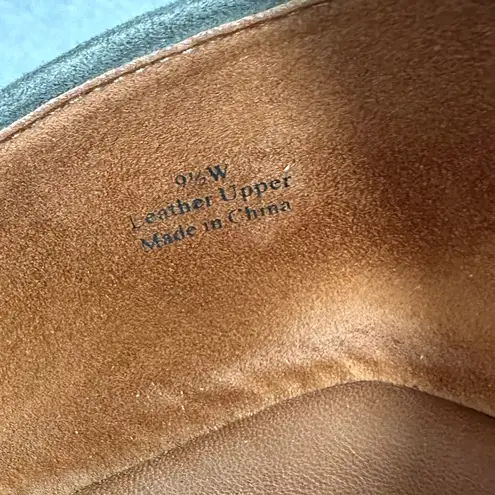 9½W
Leather Upper
Made in China